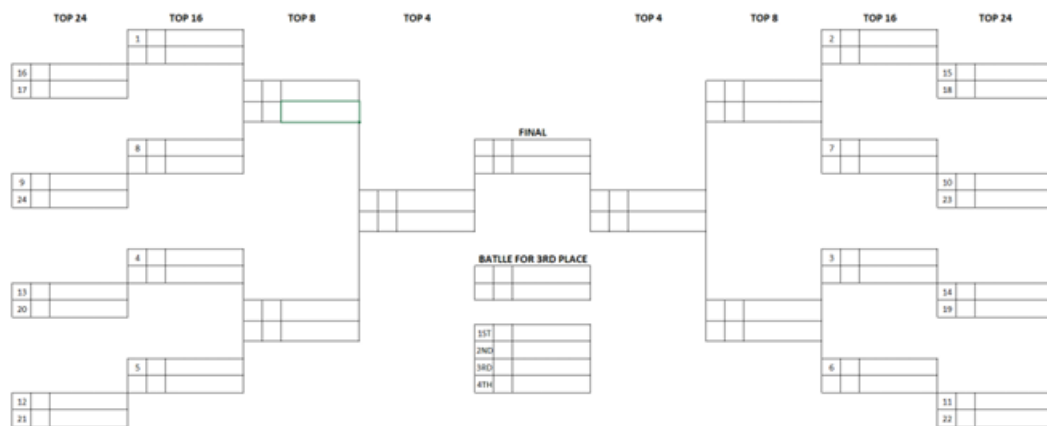 TOP 24 TOP 16 TOP 8 TOP 4 TOP 4 TOP 8 TOP 16 TOP 24
1 2
16 15
17 18
FINAL
8 7
9 10
24 23
4 BATLLE FOR 3RD PLACE 3
13 14
20 19
1ST
2ND
5 3RD 6
4TH
12 11
21 22